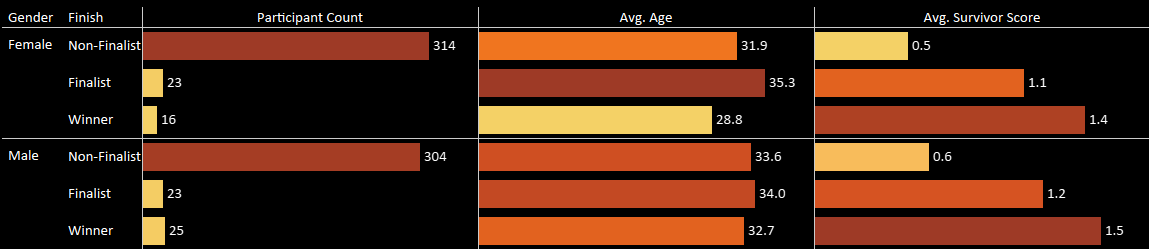 Gender Finish Participant Count Avg. Age Avg. Survivor Score
Female Non-Finalist 314 31.9 0.5
Finalist 23 35.3 1.1
Winner 16 28.8 1.4
Male Non-Finalist 304 33.6 0.6
Finalist 23 34.0 1.2
Winner 25 32.7 1.5